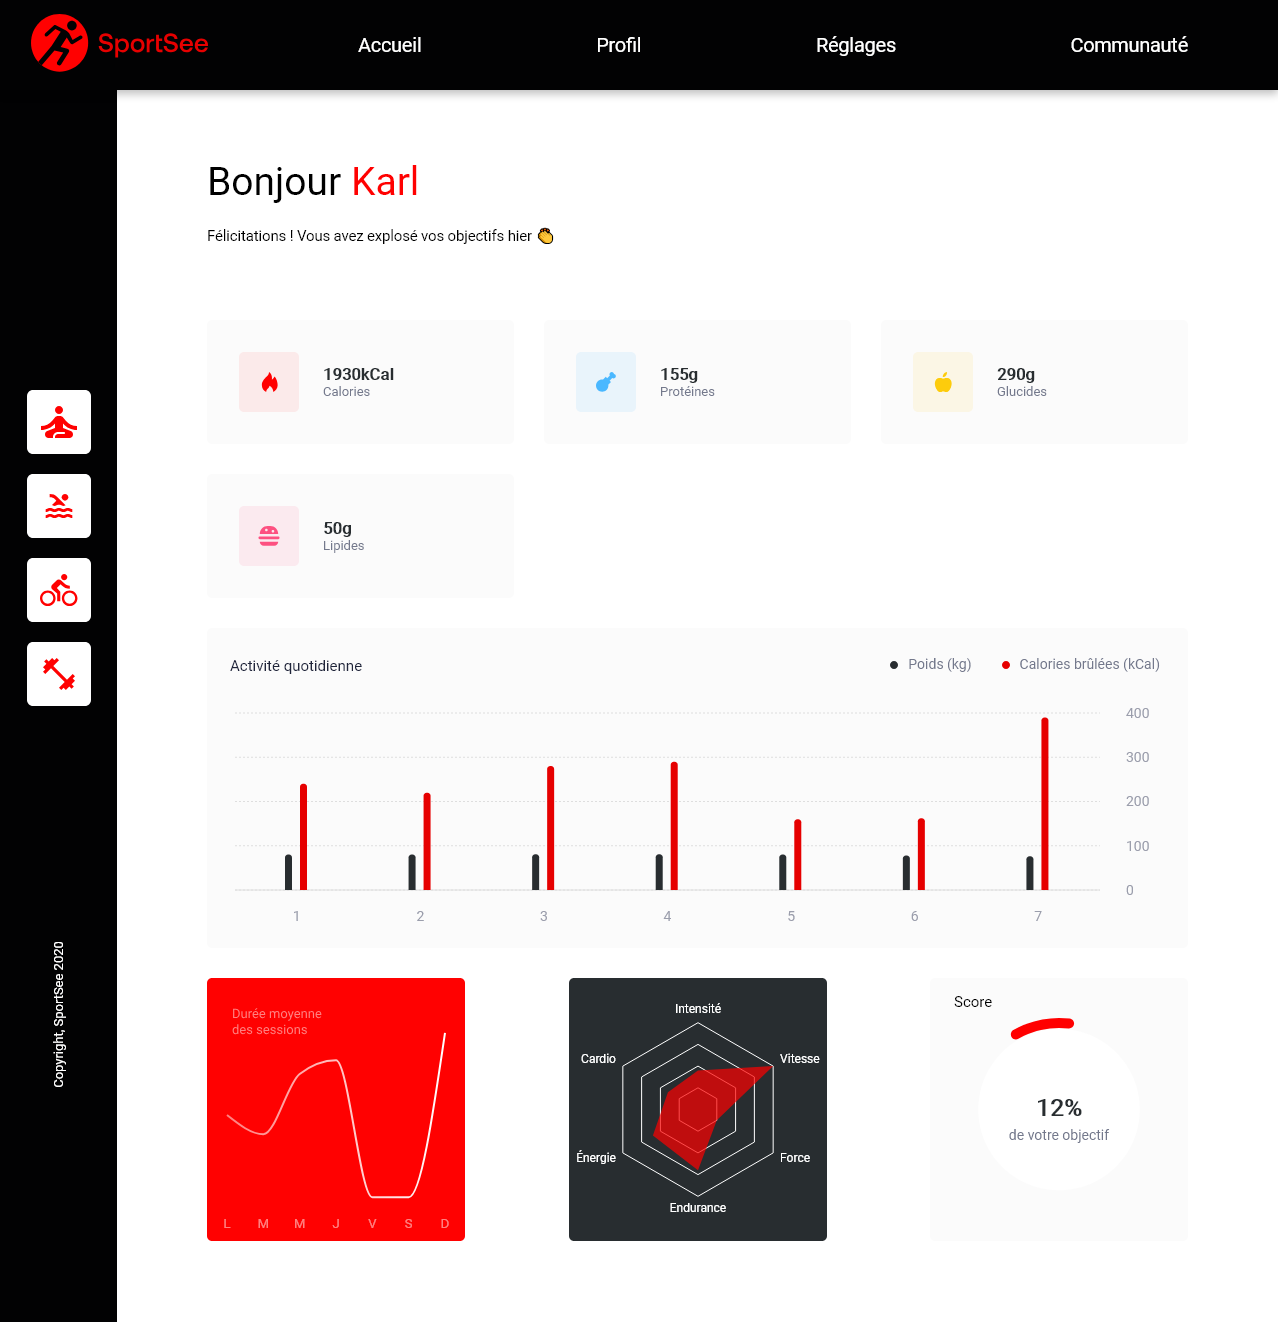 SportSee
Accueil
Profil
Réglages
Communauté
Bonjour Karl
Félicitations ! Vous avez explosé vos objectifs hier 👏
1930kCal
Calories
155g
Protéines
290g
Glucides
50g
Lipides
Activité quotidienne
Poids (kg)
Calories brûlées (kCal)
400
300
200
100
0
1 2 3 4 5 6 7
Copyright, SportSee 2020
Durée moyenne
des sessions
L M M J V S D
Intensité
Vitesse
Force
Endurance
Énergie
Cardio
Score
12%
de votre objectif